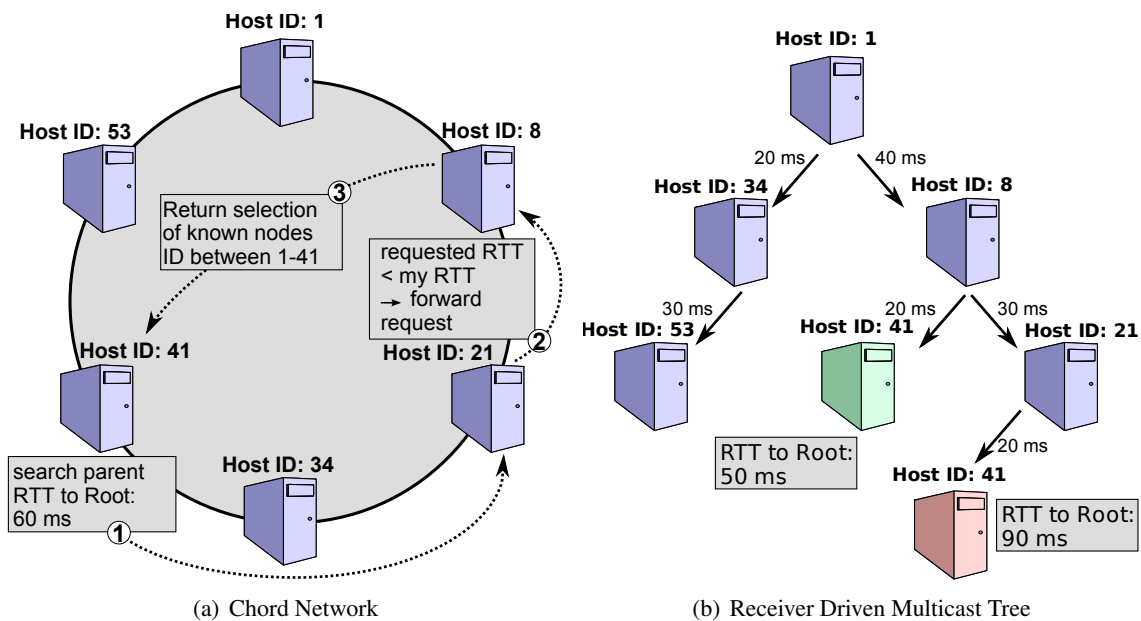 Host ID: 1
Host ID: 53
Host ID: 8
3
Return selection
of known nodes
ID between 1-41
requested RTT
< my RTT
→ forward
request
2
Host ID: 41
Host ID: 21
search parent
RTT to Root:
60 ms
1
Host ID: 34
(a) Chord Network
Host ID: 1
20 ms
40 ms
Host ID: 34
Host ID: 8
30 ms
20 ms
30 ms
Host ID: 53
Host ID: 41
Host ID: 21
20 ms
RTT to Root:
50 ms
Host ID: 41
RTT to Root:
90 ms
(b) Receiver Driven Multicast Tree